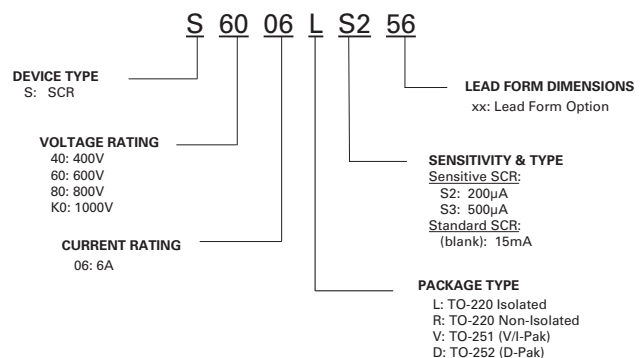 S 60 06 L S2 56
DEVICE TYPE
S: SCR
VOLTAGE RATING
40: 400V
60: 600V
80: 800V
K0: 1000V
CURRENT RATING
06: 6A
LEAD FORM DIMENSIONS
xx: Lead Form Option
SENSITIVITY & TYPE
Sensitive SCR:
S2: 200µA
S3: 500µA
Standard SCR:
(blank): 15mA
PACKAGE TYPE
L: TO-220 Isolated
R: TO-220 Non-Isolated
V: TO-251 (V/I-Pak)
D: TO-252 (D-Pak)